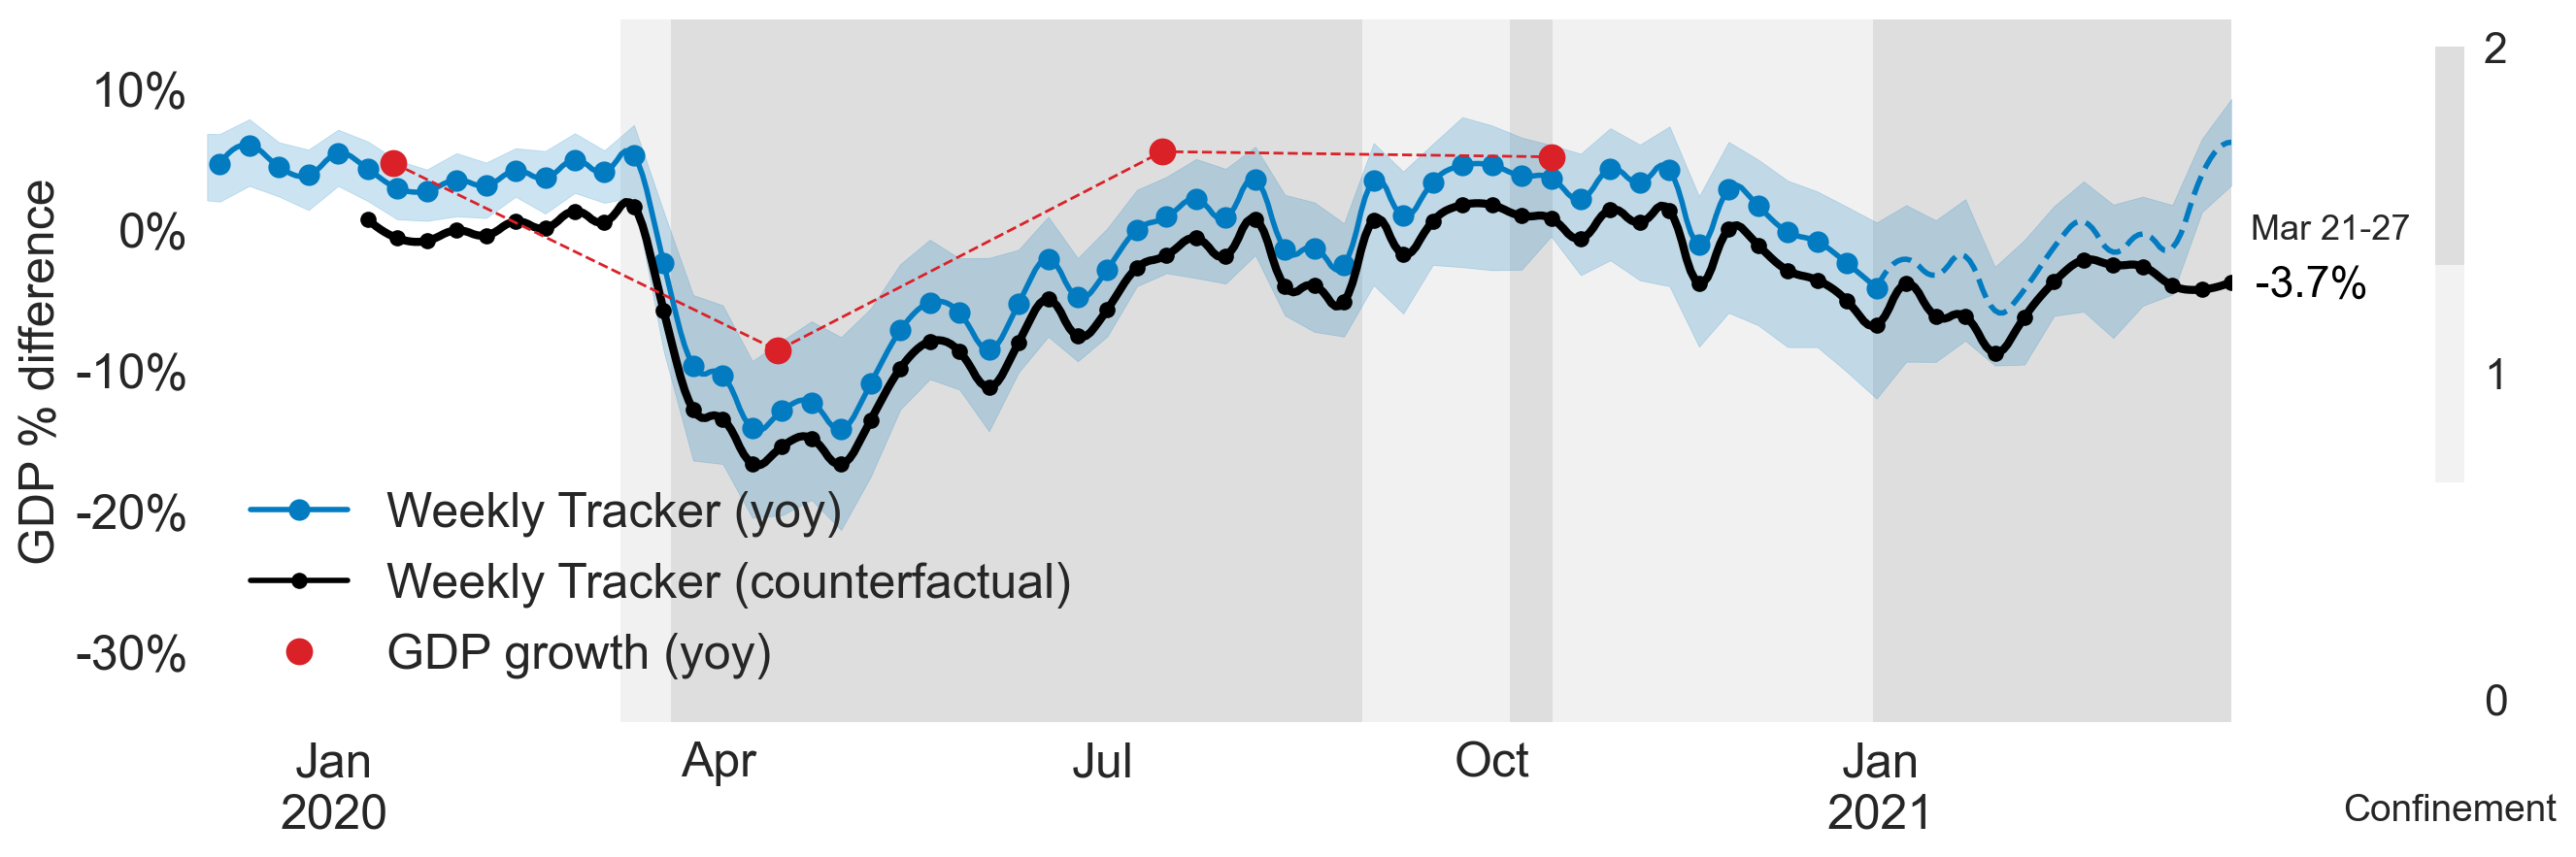 GDP % difference
10%
0%
-10%
-20%
-30%
Weekly Tracker (yoy)
Weekly Tracker (counterfactual)
GDP growth (yoy)
Jan
2020
Apr
Jul
Oct
Jan
2021
Mar 21-27
-3.7%
2
1
0
Confinement